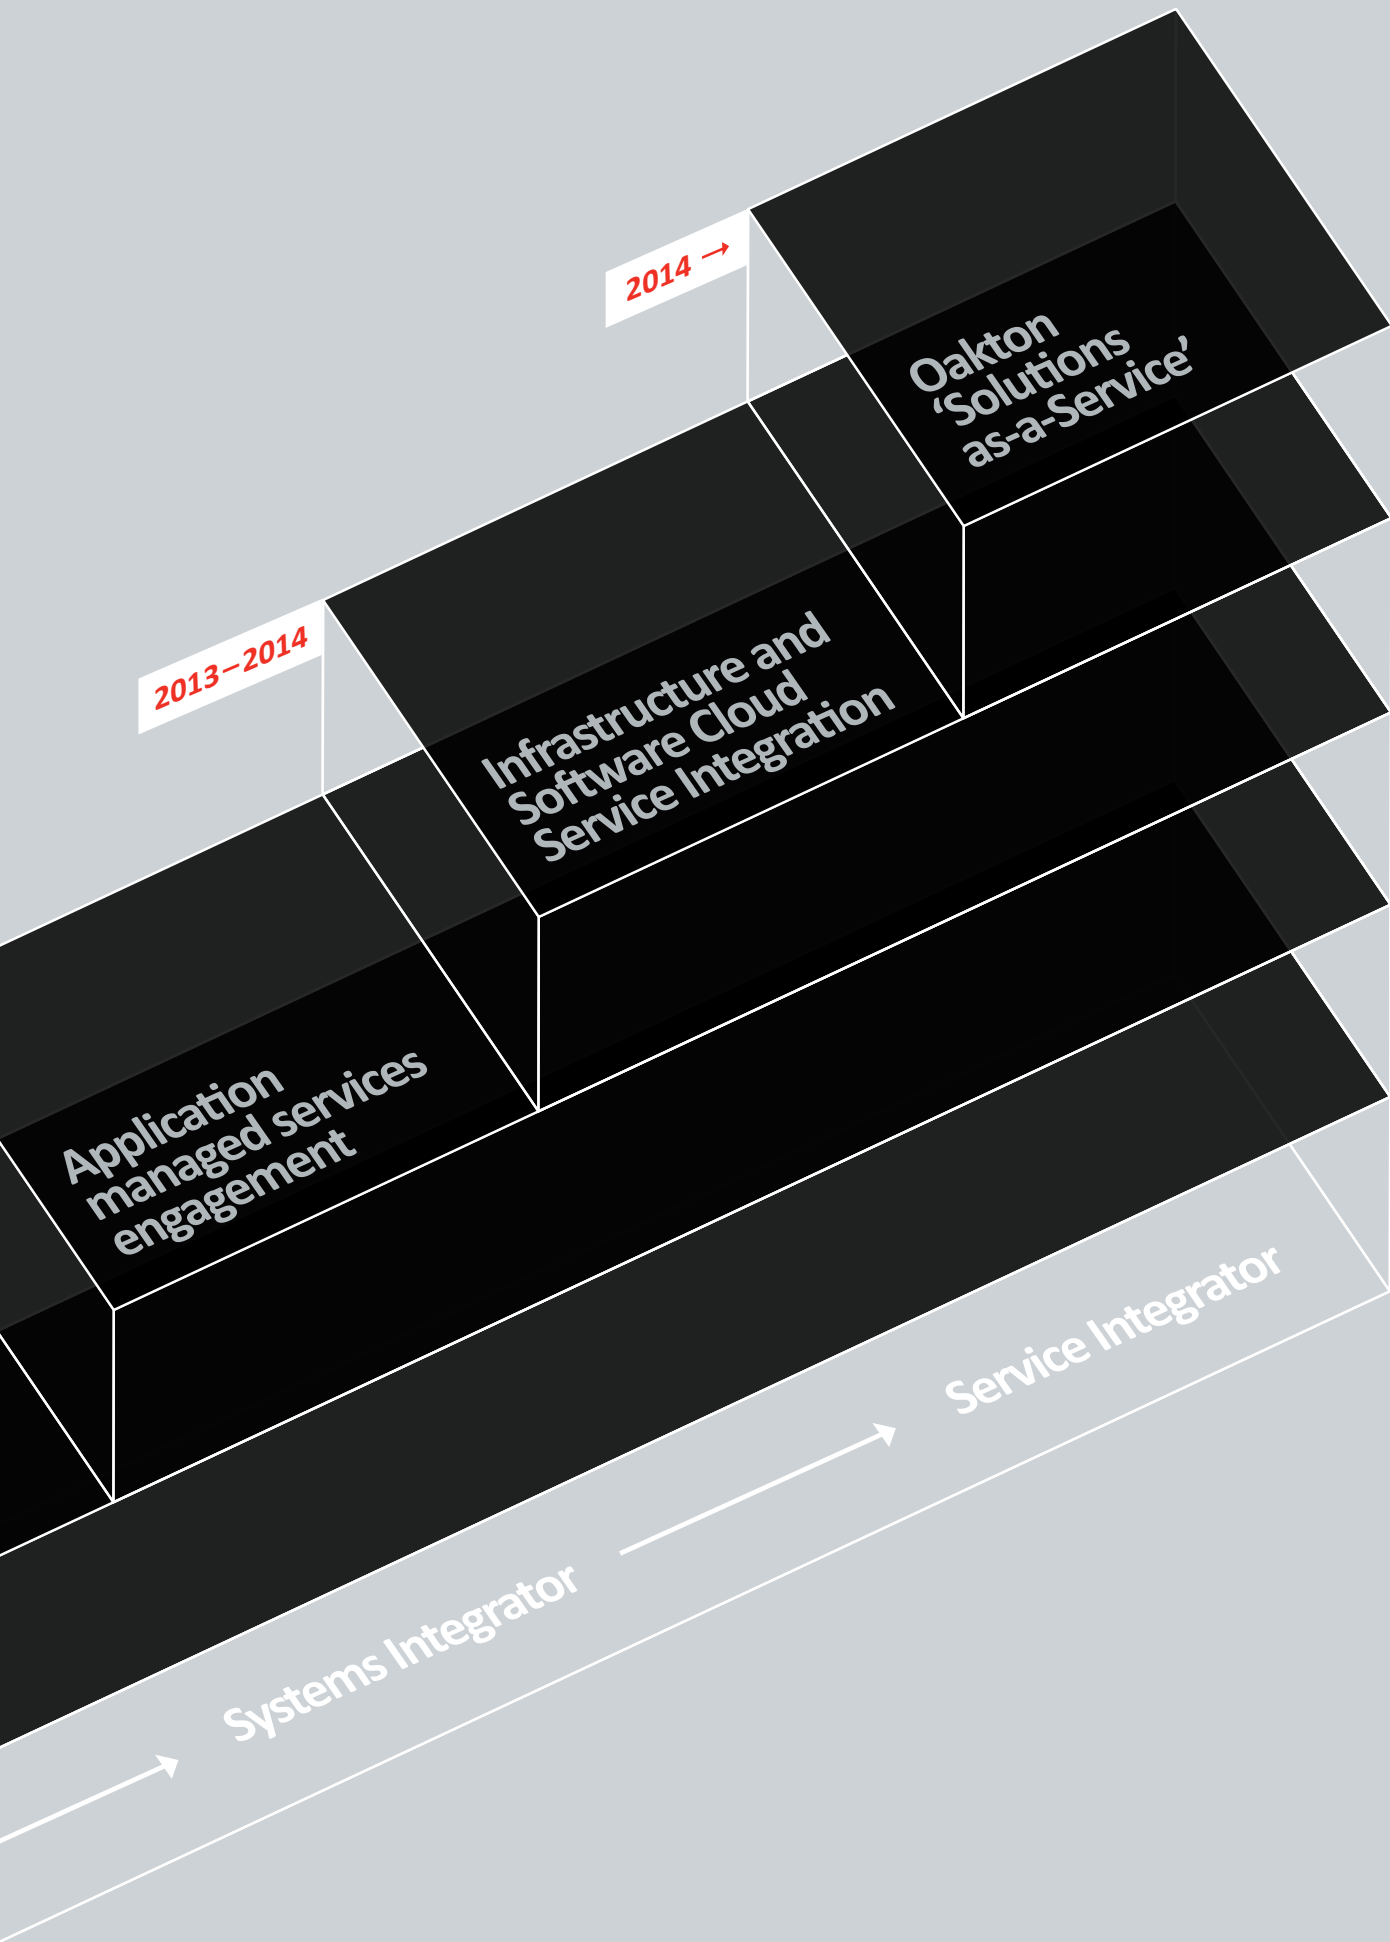 2014 →
Oakton
‘Solutions
as-a-Service’
2013–2014
Infrastructure and
Software Cloud
Service Integration
Application
managed services
engagement
Service Integrator
Systems Integrator